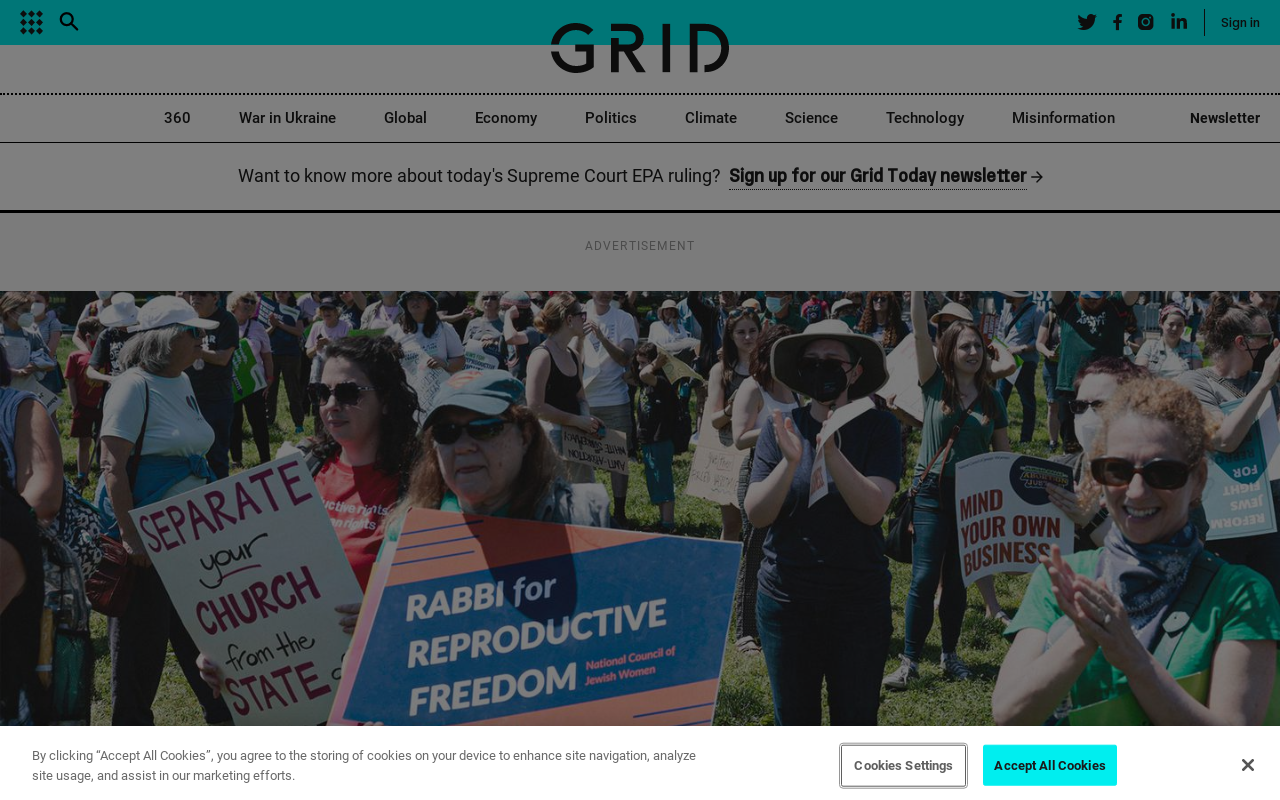 Sign in
GRID
360 War in Ukraine Global Economy Politics Climate Science Technology Misinformation Newsletter
Want to know more about today's Supreme Court EPA ruling? Sign up for our Grid Today newsletter →
ADVERTISEMENT
SEPARATE
your
CHURCH
from the
STATE
RABBI for
REPRODUCTIVE
FREEDOM
National Council of
Jewish Women
MIND
YOUR OWN
BUSINESS
FOR
FIGHT
JEWS
REFORM
By clicking “Accept All Cookies”, you agree to the storing of cookies on your device to enhance site navigation, analyze
site usage, and assist in our marketing efforts.
Cookies Settings
Accept All Cookies